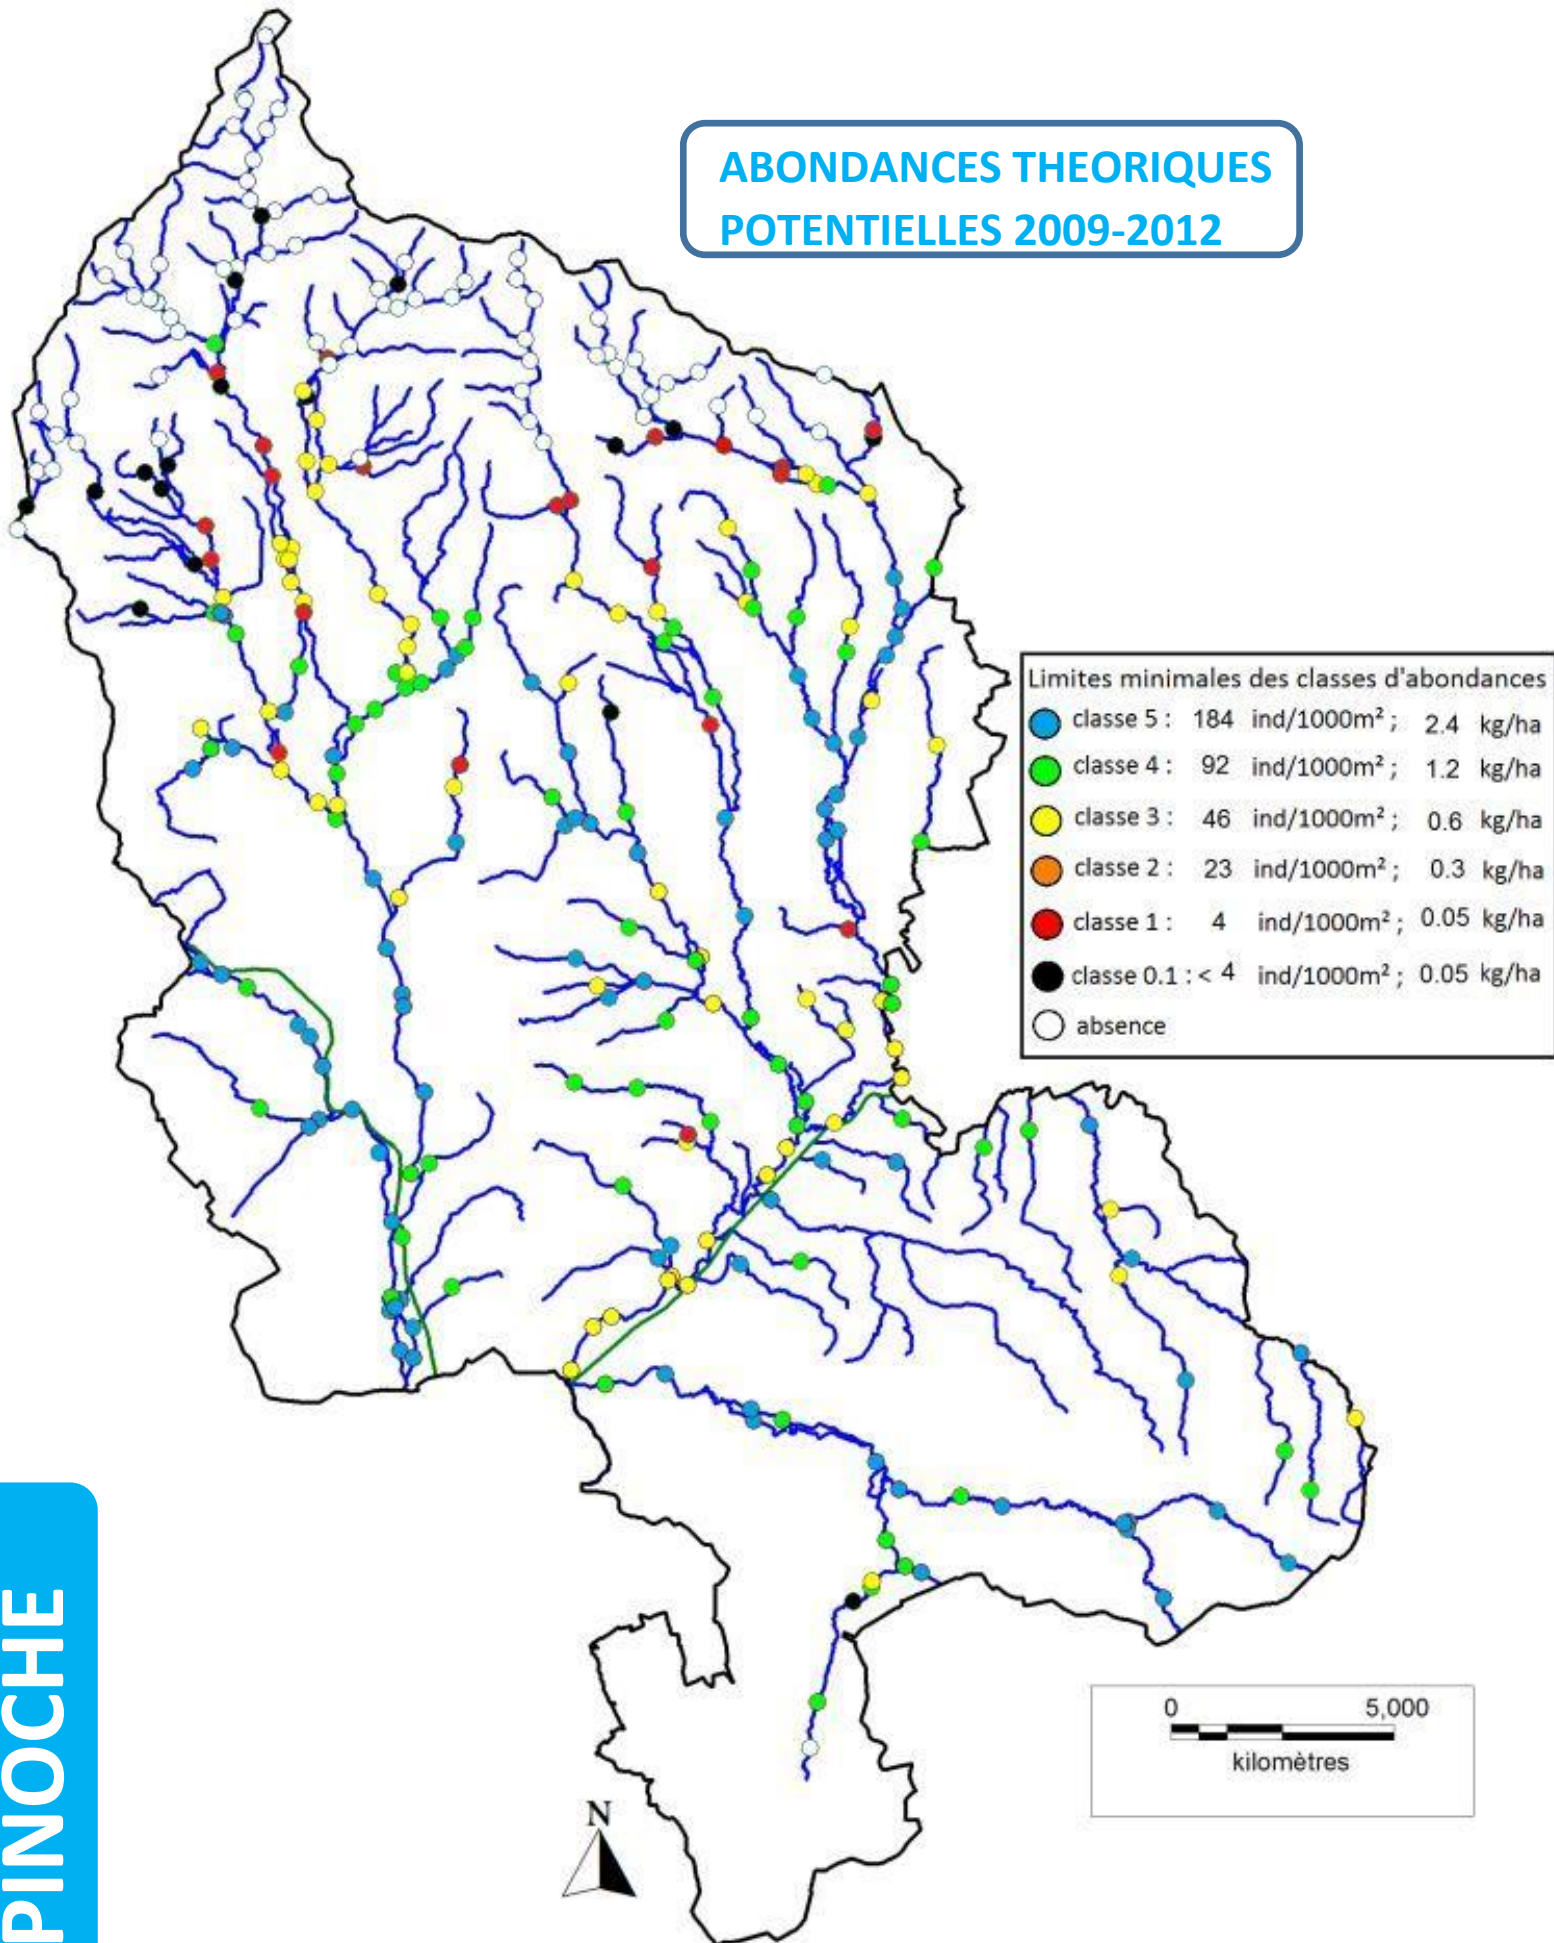 ABONDANCES THEORIQUES
POTENTIELLES 2009-2012
Limites minimales des classes d'abondances
classe 5 : 184 ind/1000m² ; 2.4 kg/ha
classe 4 : 92 ind/1000m² ; 1.2 kg/ha
classe 3 : 46 ind/1000m² ; 0.6 kg/ha
classe 2 : 23 ind/1000m² ; 0.3 kg/ha
classe 1 : 4 ind/1000m² ; 0.05 kg/ha
classe 0.1 : < 4 ind/1000m² ; 0.05 kg/ha
absence
PINOCHE
0 5,000
kilomètres
N